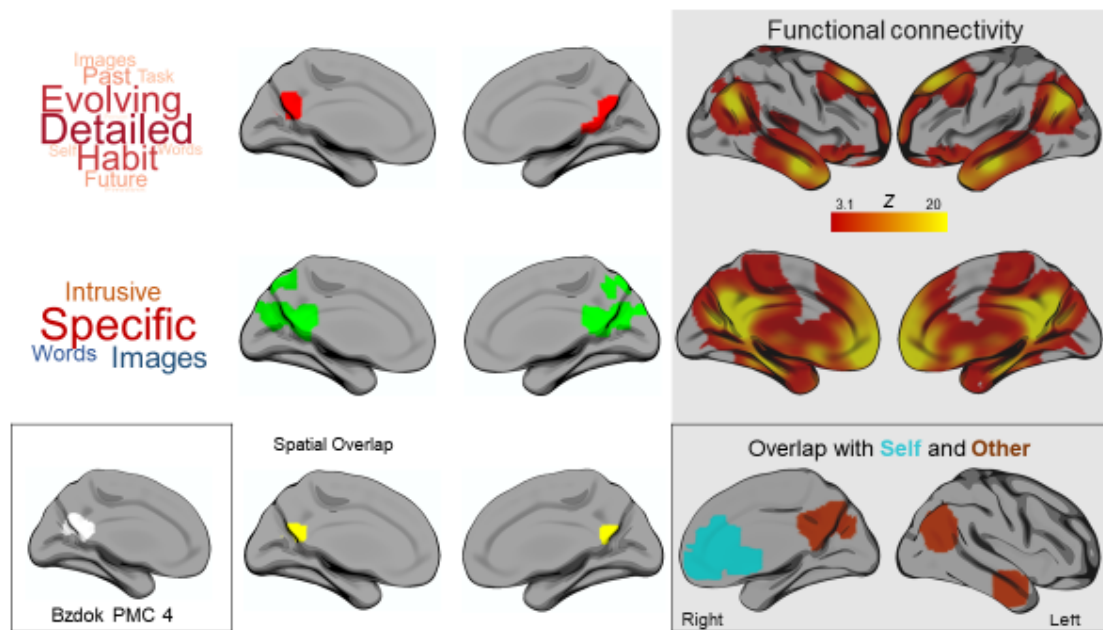 Images
Past Task
Evolving
Detailed
Self Words
Habit
Future
Functional connectivity
3.1 Z 20
Intrusive
Specific
Words Images
Spatial Overlap
Overlap with Self and Other
Bzdok PMC 4
Right Left